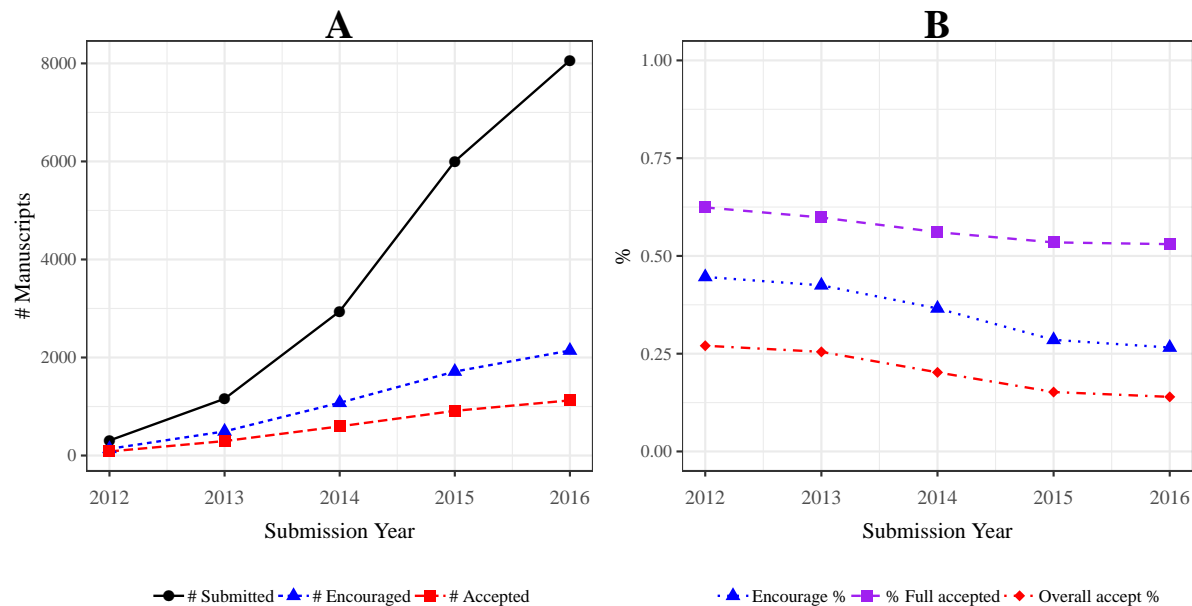 A
# Manuscripts
8000
6000
4000
2000
0
2012 2013 2014 2015 2016
Submission Year
# Submitted # Encouraged # Accepted
B
%
1.00
0.75
0.50
0.25
0.00
2012 2013 2014 2015 2016
Submission Year
Encourage % % Full accepted Overall accept %